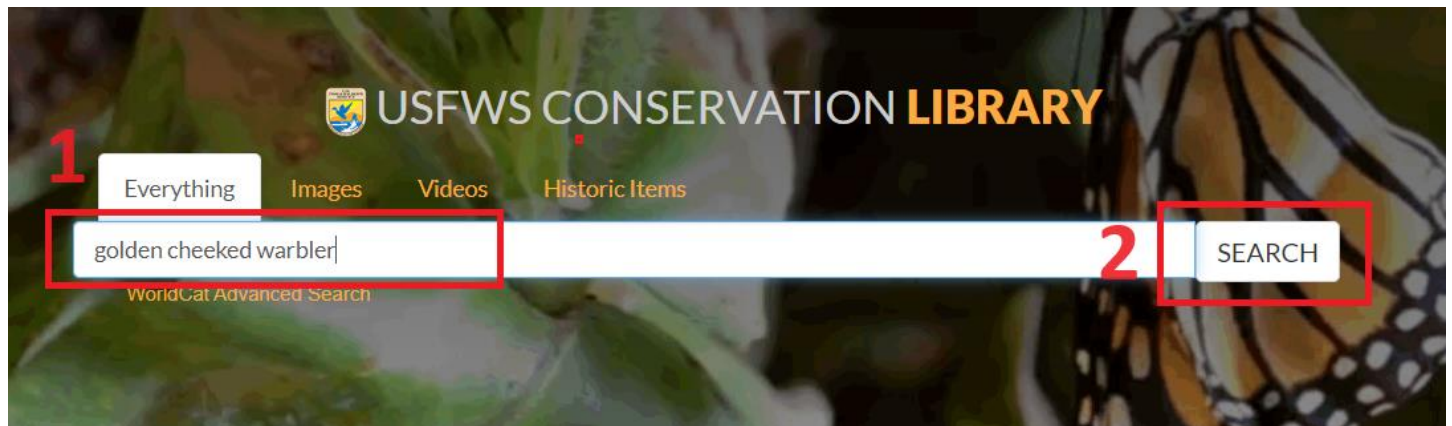 USFWS CONSERVATION LIBRARY
1
Everything Images Videos Historic Items
golden cheeked warbler
2
SEARCH
WorldCat Advanced Search